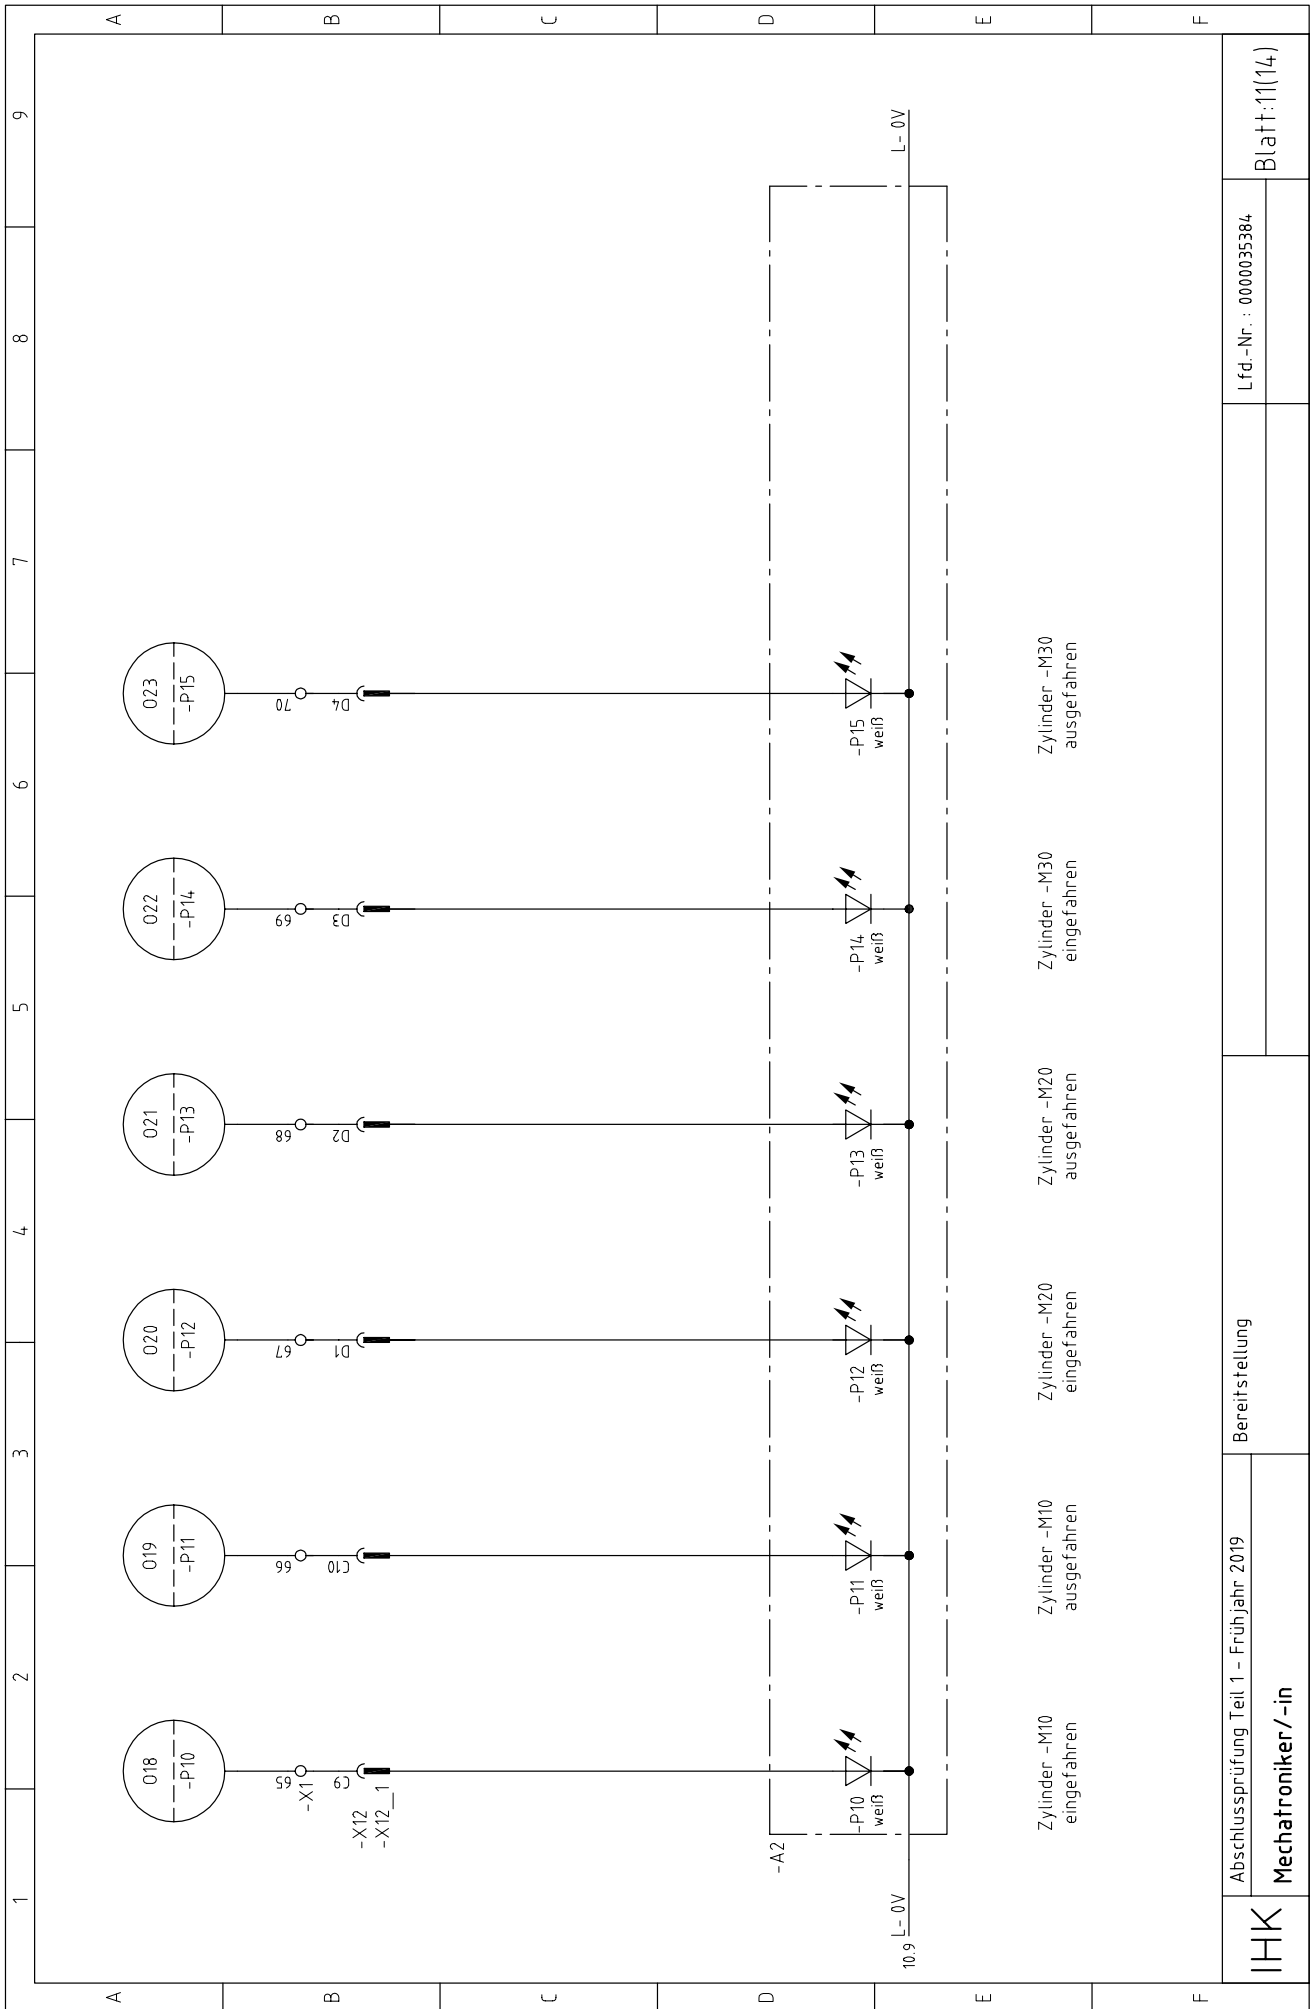 1 2 3 4 5 6 7 8 9
A A
B B
C C
D D
E E
F F
O18 O19 O20 O21 O22 O23
-P10 -P11 -P12 -P13 -P14 -P15
65 66 67 68 69 70
-X1
C9 C10 D1 D2 D3 D4
-X12
-X12__1
-A2
-P10 -P11 -P12 -P13 -P14 -P15
weiß weiß weiß weiß weiß weiß
10.9 L- 0V L- 0V
Zylinder -M10 Zylinder -M10 Zylinder -M20 Zylinder -M20 Zylinder -M30 Zylinder -M30
eingefahren ausgefahren eingefahren ausgefahren eingefahren ausgefahren
IHK
Abschlussprüfung Teil 1 - Frühjahr 2019
Mechatroniker/-in
Bereitstellung
Lfd.-Nr. : 0000035384
Blatt:11(14)